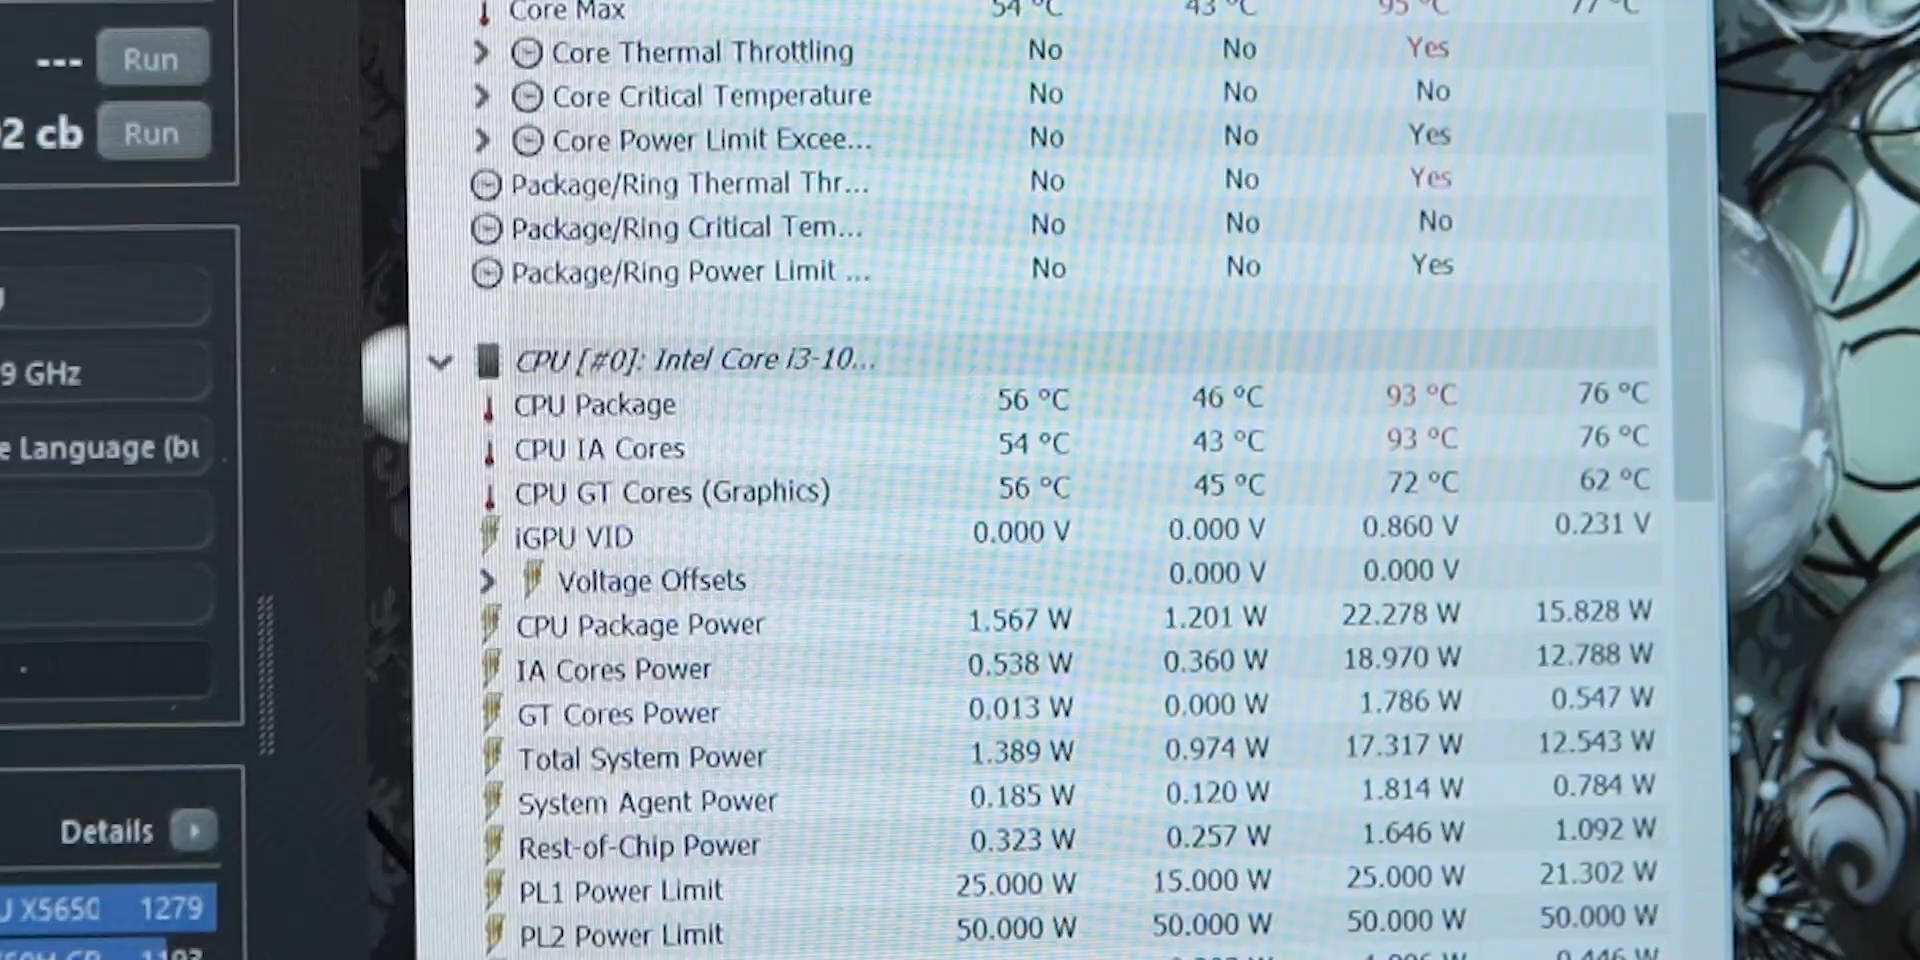 Core Max 54 °C 43 °C 95 °C 77 °C
--- Run
Core Thermal Throttling No No Yes
Core Critical Temperature No No No
2 cb Run
Core Power Limit Excee... No No Yes
Package/Ring Thermal Thr... No No Yes
Package/Ring Critical Tem... No No No
Package/Ring Power Limit ... No No Yes
9 GHz
CPU [#0]: Intel Core i3-10...
CPU Package 56 °C 46 °C 93 °C 76 °C
e Language (bu
CPU IA Cores 54 °C 43 °C 93 °C 76 °C
CPU GT Cores (Graphics) 56 °C 45 °C 72 °C 62 °C
iGPU VID 0.000 V 0.000 V 0.860 V 0.231 V
Voltage Offsets 0.000 V 0.000 V
CPU Package Power 1.567 W 1.201 W 22.278 W 15.828 W
IA Cores Power 0.538 W 0.360 W 18.970 W 12.788 W
GT Cores Power 0.013 W 0.000 W 1.786 W 0.547 W
Total System Power 1.389 W 0.974 W 17.317 W 12.543 W
System Agent Power 0.185 W 0.120 W 1.814 W 0.784 W
Details
Rest-of-Chip Power 0.323 W 0.257 W 1.646 W 1.092 W
PL1 Power Limit 25.000 W 15.000 W 25.000 W 21.302 W
U X5650 1279
PL2 Power Limit 50.000 W 50.000 W 50.000 W 50.000 W